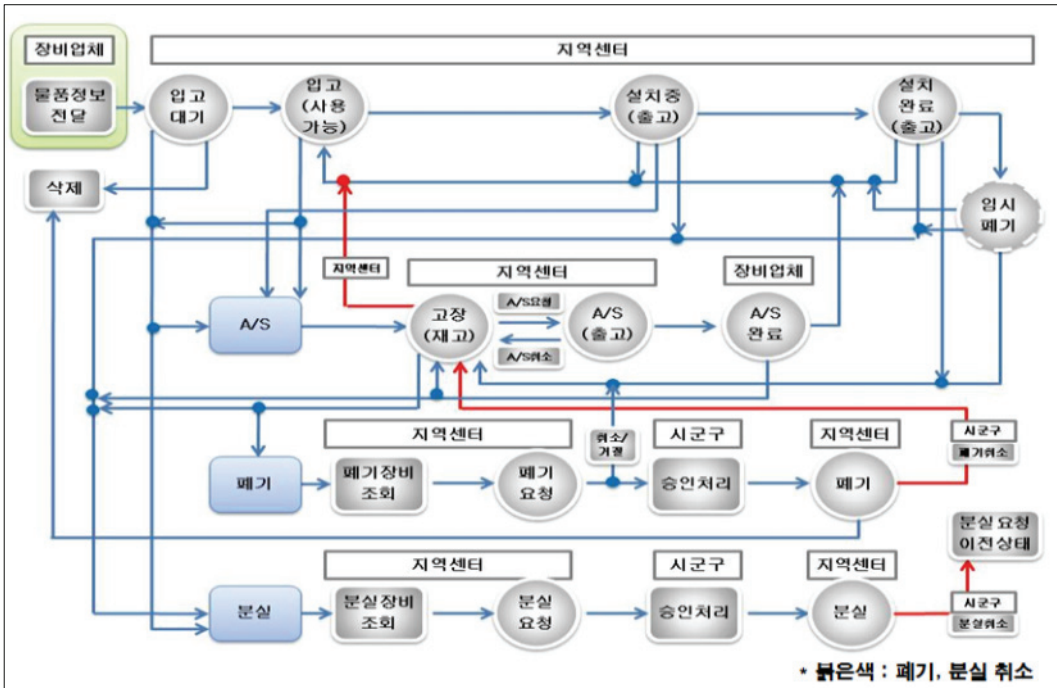 장비업체
지역센터
물품정보
전달
입고
대기
입고
(사용
가능)
설치중
(출고)
설치
완료
(출고)
삭제
임시
폐기
지역센터
지역센터
장비업체
A/S
고장
(재고)
A/S요청
A/S취소
A/S
(출고)
A/S
완료
지역센터
취소/
거절
시군구
지역센터
시군구
폐기취소
폐기
폐기장비
조회
폐기
요청
승인처리
폐기
분실요청
이전상태
지역센터
시군구
지역센터
분실
분실장비
조회
분실
요청
승인처리
분실
시군구
분실취소
* 붉은색 : 폐기, 분실 취소